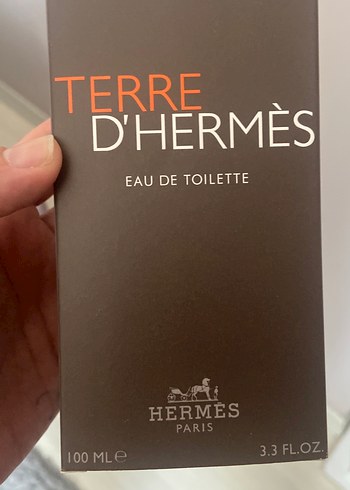 TERRE
D'HERMÈS
EAU DE TOILETTE
HERMÈS
PARIS
100 ML ℮
3.3 FL.OZ.